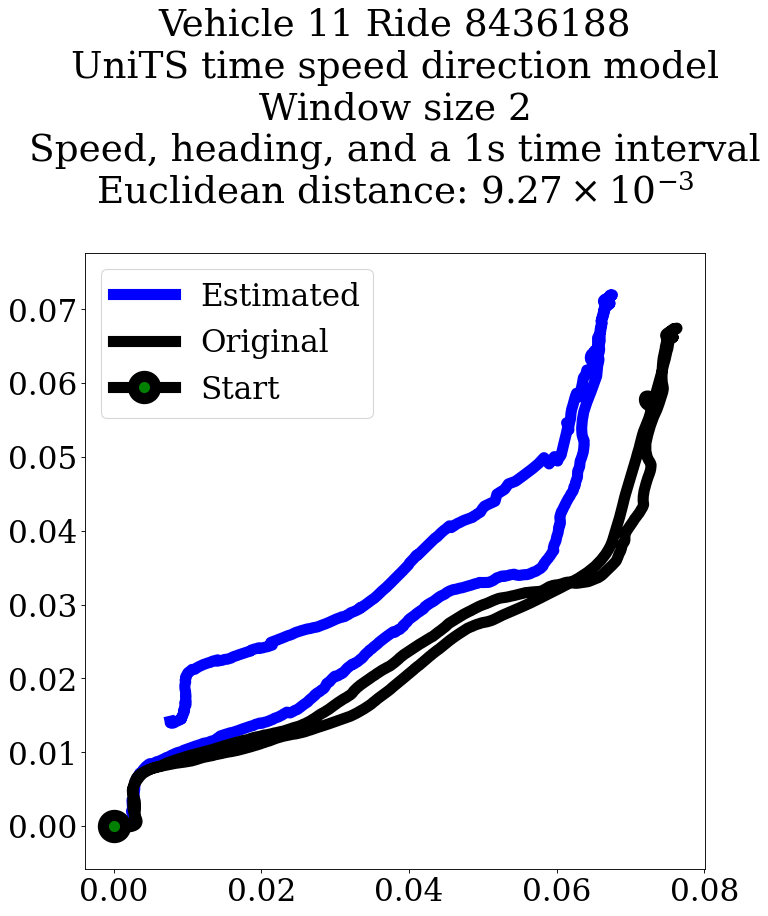 Vehicle 11 Ride 8436188
UniTS time speed direction model
Window size 2
Speed, heading, and a 1s time interval
Euclidean distance: 9.27 × 10⁻³
Estimated
Original
Start
0.07
0.06
0.05
0.04
0.03
0.02
0.01
0.00
0.00 0.02 0.04 0.06 0.08